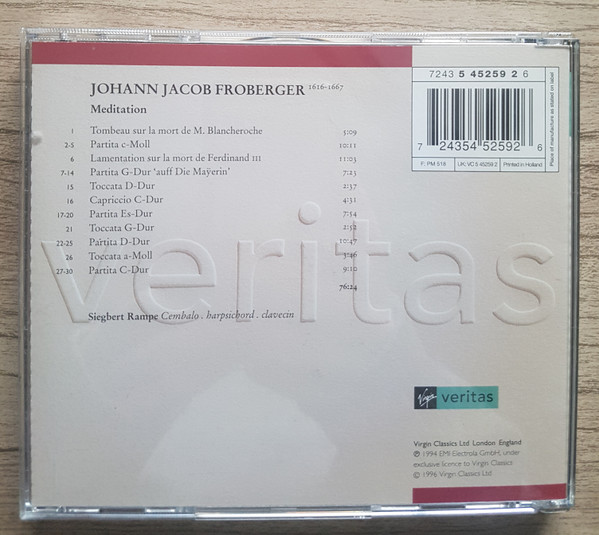 JOHANN JACOB FROBERGER 1616-1667
Meditation
1 Tombeau sur la mort de M. Blancheroche 5:09
2-5 Partita c-Moll 10:11
6 Lamentation sur la mort de Ferdinand III 11:03
7-14 Partita G-Dur 'auff Die Maÿerin' 7:23
15 Toccata D-Dur 2:37
16 Capriccio C-Dur 4:31
17-20 Partita Es-Dur 7:54
21 Toccata G-Dur 2:52
22-25 Partita D-Dur 10:47
26 Toccata a-Moll 3:46
27-30 Partita C-Dur 9:10
76:24
veritas
Siegbert Rampe Cembalo . harpsichord . clavecin
7243 5 45259 2 6
7 24354 52592 6
F: PM 518 UK: VC 5 45259 2 Printed in Holland
Place of manufacture as stated on label
Virgin veritas
Virgin Classics Ltd London England
℗ 1994 EMI Electrola GmbH, under
exclusive licence to Virgin Classics
© 1996 Virgin Classics Ltd